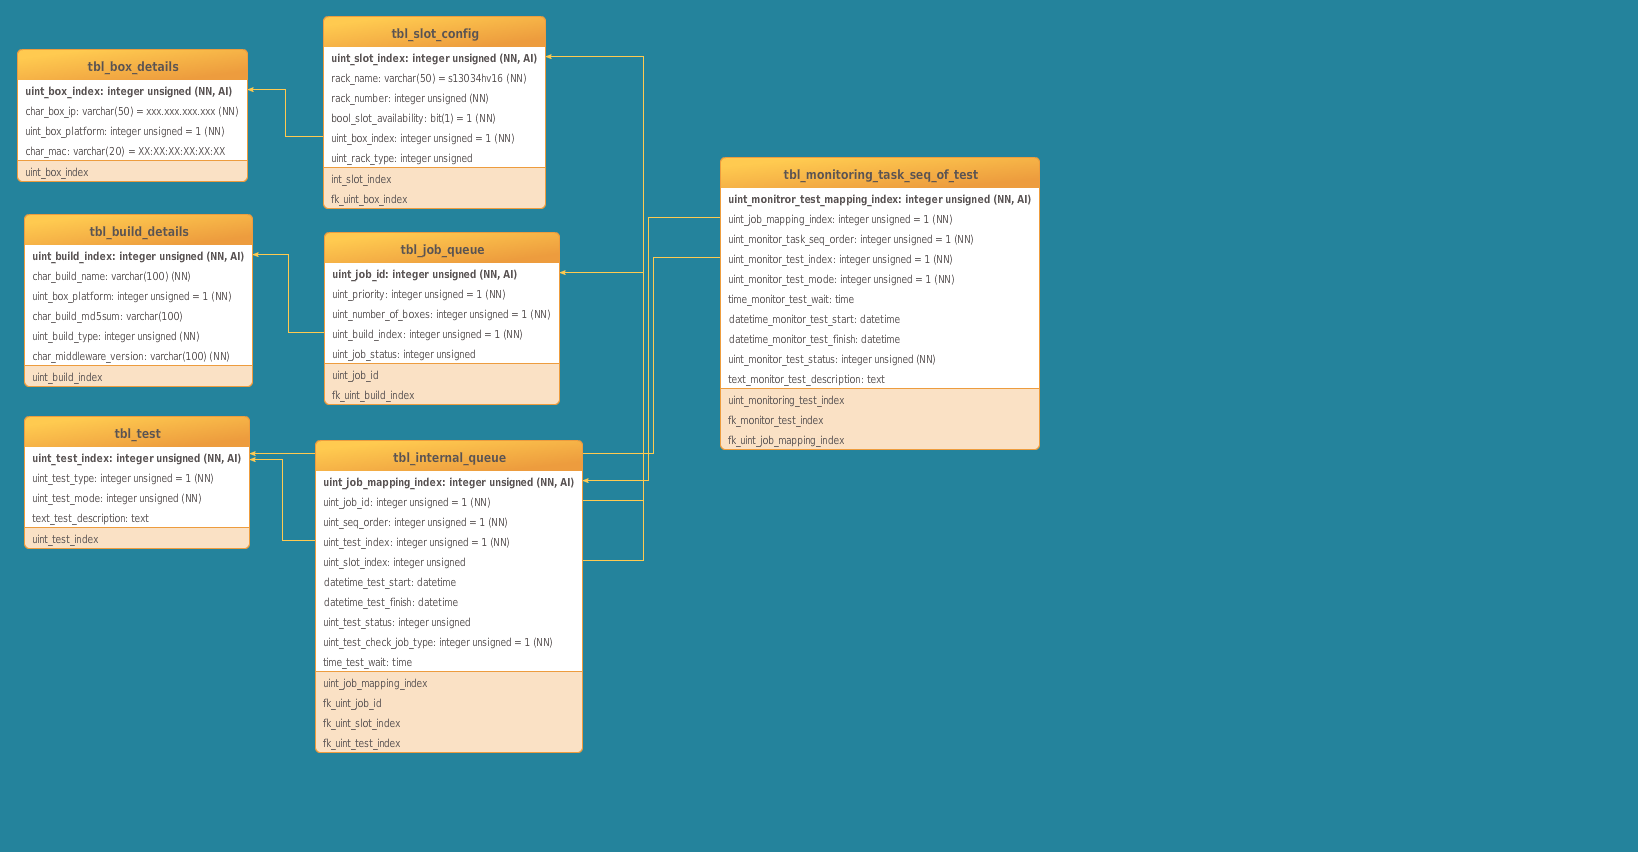 tbl_box_details
uint_box_index: integer unsigned (NN, AI)
char_box_ip: varchar(50) = xxx.xxx.xxx.xxx (NN)
uint_box_platform: integer unsigned = 1 (NN)
char_mac: varchar(20) = XX:XX:XX:XX:XX:XX
uint_box_index
tbl_build_details
uint_build_index: integer unsigned (NN, AI)
char_build_name: varchar(100) (NN)
uint_box_platform: integer unsigned = 1 (NN)
char_build_md5sum: varchar(100)
uint_build_type: integer unsigned (NN)
char_middleware_version: varchar(100) (NN)
uint_build_index
tbl_test
uint_test_index: integer unsigned (NN, AI)
uint_test_type: integer unsigned = 1 (NN)
uint_test_mode: integer unsigned (NN)
text_test_description: text
uint_test_index
tbl_slot_config
uint_slot_index: integer unsigned (NN, AI)
rack_name: varchar(50) = s13034hv16 (NN)
rack_number: integer unsigned (NN)
bool_slot_availability: bit(1) = 1 (NN)
uint_box_index: integer unsigned = 1 (NN)
uint_rack_type: integer unsigned
int_slot_index
fk_uint_box_index
tbl_job_queue
uint_job_id: integer unsigned (NN, AI)
uint_priority: integer unsigned = 1 (NN)
uint_number_of_boxes: integer unsigned = 1 (NN)
uint_build_index: integer unsigned = 1 (NN)
uint_job_status: integer unsigned
uint_job_id
fk_uint_build_index
tbl_internal_queue
uint_job_mapping_index: integer unsigned (NN, AI)
uint_job_id: integer unsigned = 1 (NN)
uint_seq_order: integer unsigned = 1 (NN)
uint_test_index: integer unsigned = 1 (NN)
uint_slot_index: integer unsigned
datetime_test_start: datetime
datetime_test_finish: datetime
uint_test_status: integer unsigned
uint_test_check_job_type: integer unsigned = 1 (NN)
time_test_wait: time
uint_job_mapping_index
fk_uint_job_id
fk_uint_slot_index
fk_uint_test_index
tbl_monitoring_task_seq_of_test
uint_monitror_test_mapping_index: integer unsigned (NN, AI)
uint_job_mapping_index: integer unsigned = 1 (NN)
uint_monitor_task_seq_order: integer unsigned = 1 (NN)
uint_monitor_test_index: integer unsigned = 1 (NN)
uint_monitor_test_mode: integer unsigned = 1 (NN)
time_monitor_test_wait: time
datetime_monitor_test_start: datetime
datetime_monitor_test_finish: datetime
uint_monitor_test_status: integer unsigned (NN)
text_monitor_test_description: text
uint_monitoring_test_index
fk_monitor_test_index
fk_uint_job_mapping_index